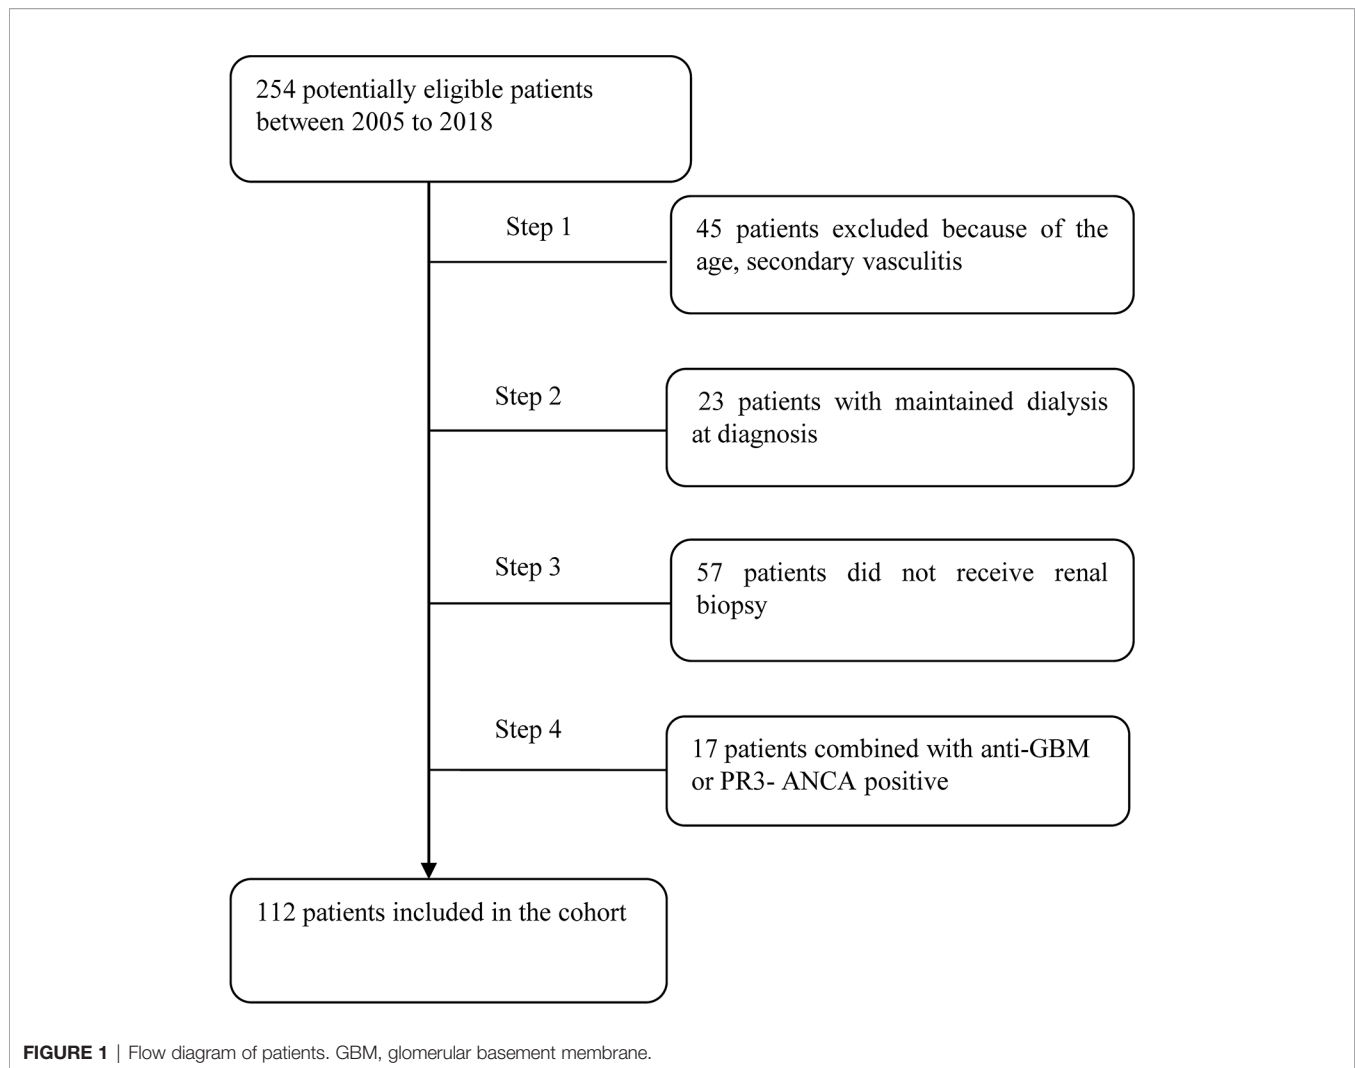 254 potentially eligible patients
between 2005 to 2018
Step 1
45 patients excluded because of the
age, secondary vasculitis
Step 2
23 patients with maintained dialysis
at diagnosis
Step 3
57 patients did not receive renal
biopsy
Step 4
17 patients combined with anti-GBM
or PR3- ANCA positive
112 patients included in the cohort
FIGURE 1 | Flow diagram of patients. GBM, glomerular basement membrane.